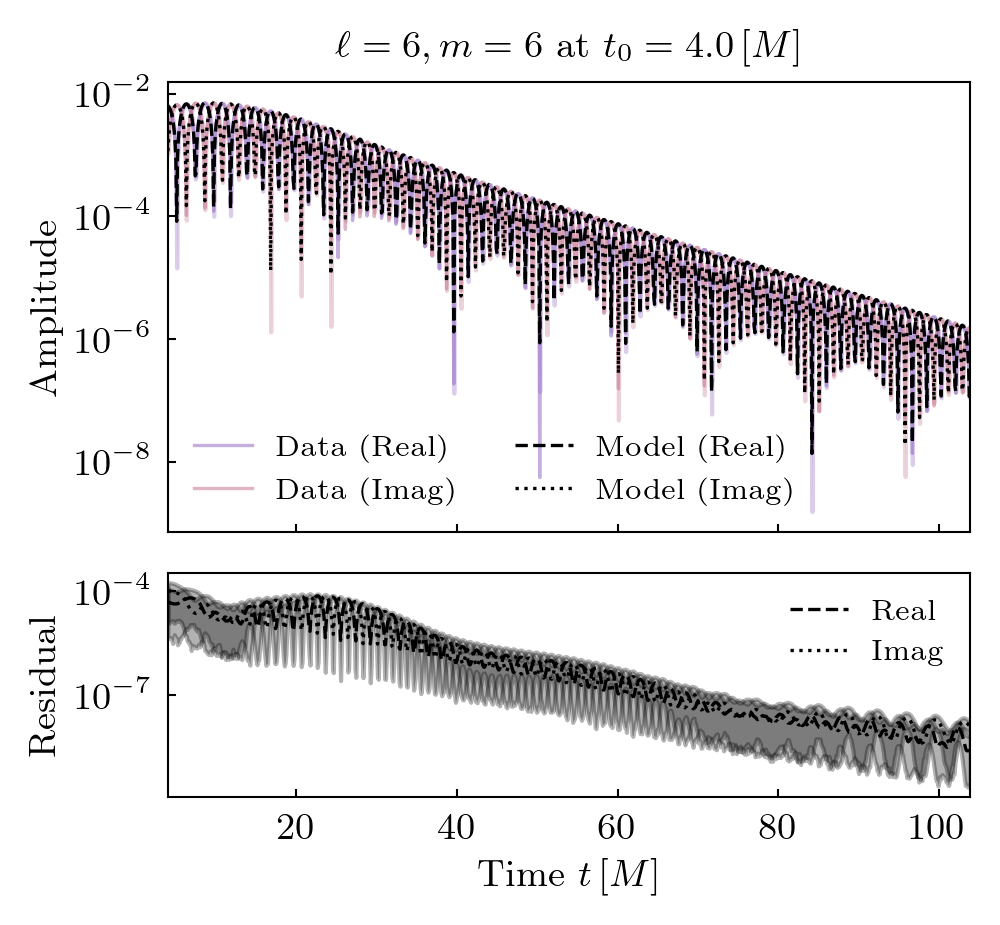 ℓ = 6, m = 6 at t₀ = 4.0 [M]
10⁻²
10⁻⁴
10⁻⁶
10⁻⁸
Amplitude
Data (Real)
Data (Imag)
Model (Real)
Model (Imag)
10⁻⁴
10⁻⁷
Residual
Real
Imag
20 40 60 80 100
Time t [M]